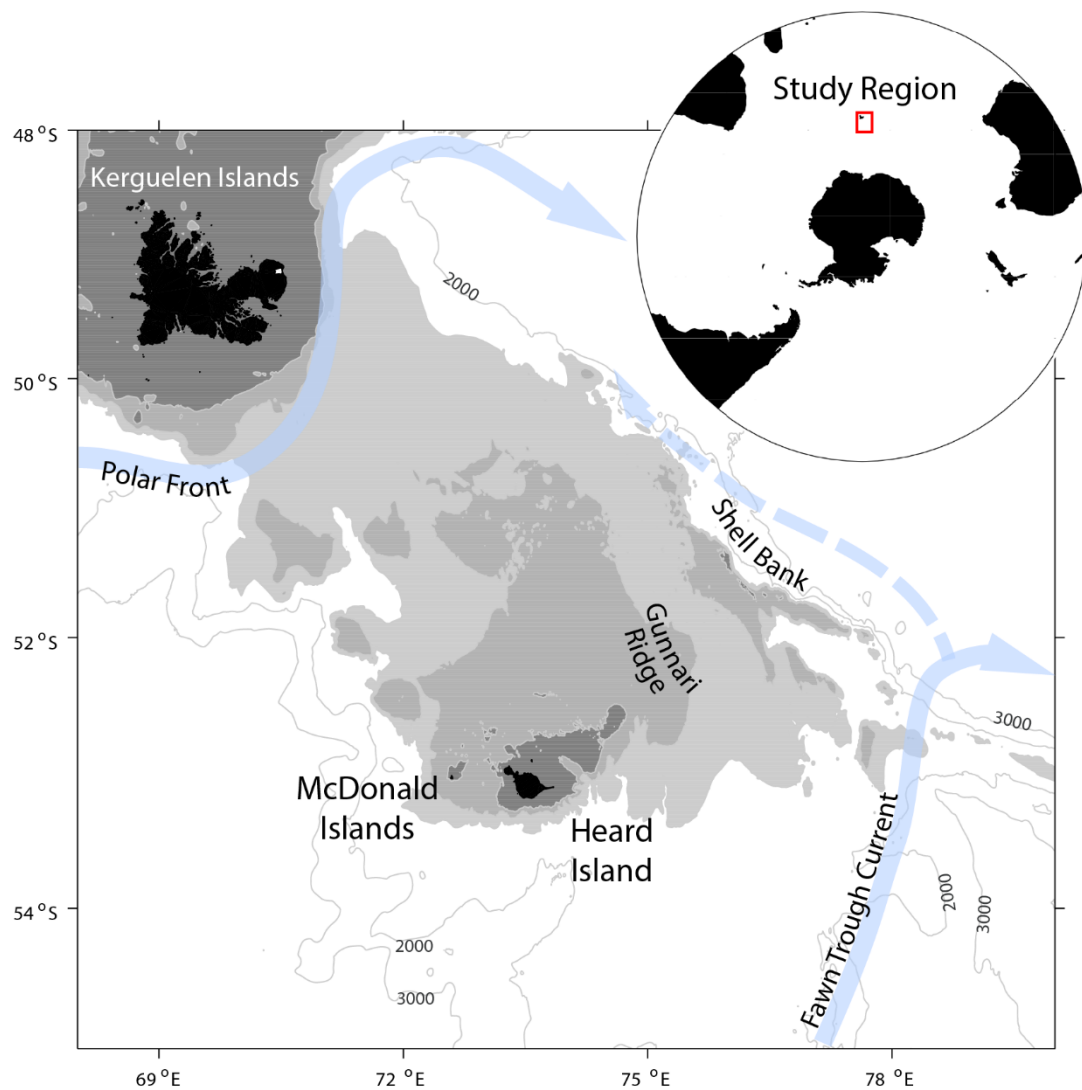 Study Region
48°S
Kerguelen Islands
2000
50°S
Polar Front
Shell Bank
52°S
Gunnari
Ridge
3000
McDonald
Islands
Heard
Island
Fawn Trough Current
2000
3000
54°S
2000
3000
69°E
72°E
75°E
78°E